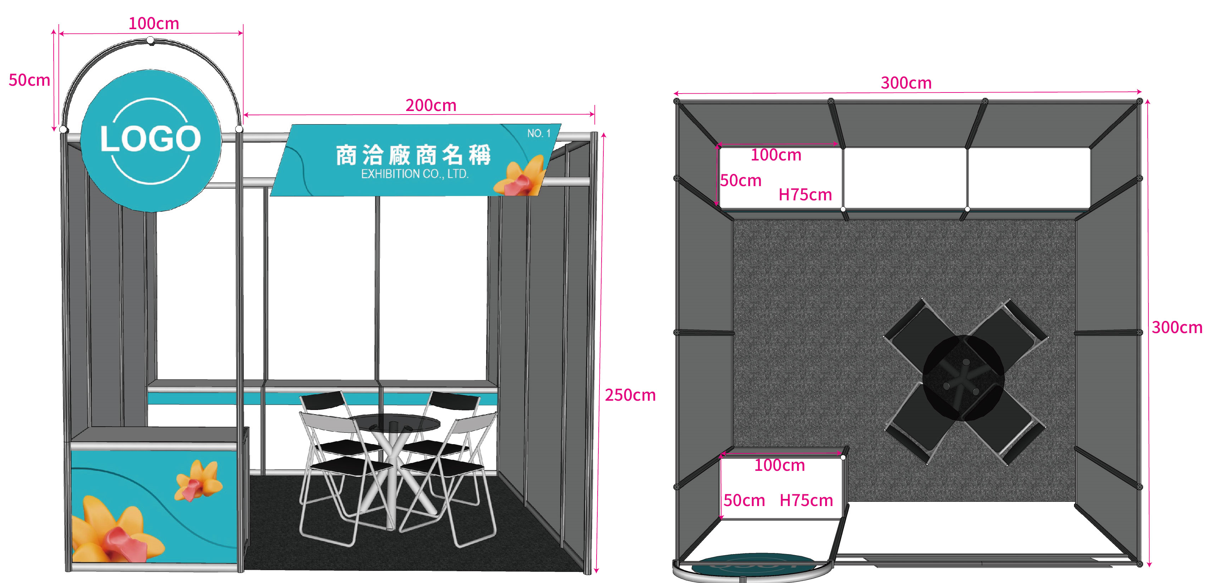 100cm
50cm
200cm
LOGO
NO. 1
商洽廠商名稱
EXHIBITION CO., LTD.
250cm
300cm
100cm
50cm
H75cm
300cm
100cm
50cm H75cm